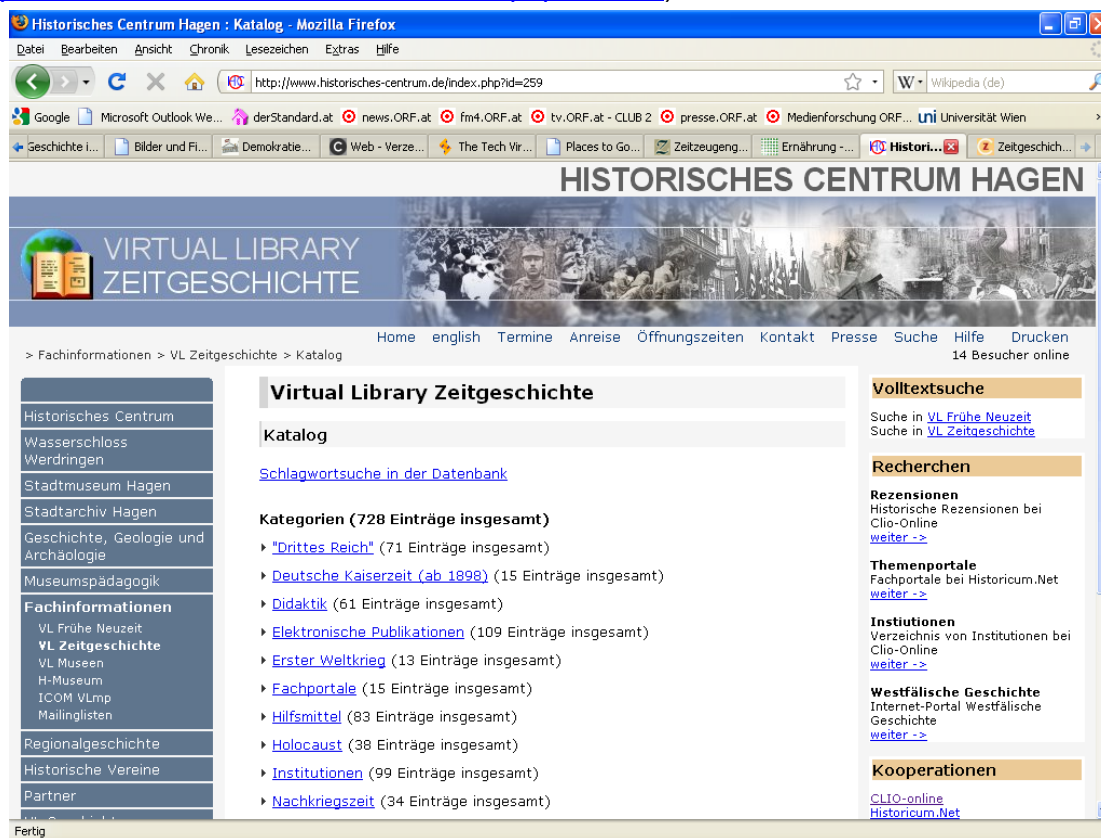 Historisches Centrum Hagen : Katalog - Mozilla Firefox
Datei Bearbeiten Ansicht Chronik Lesezeichen Extras Hilfe
http://www.historisches-centrum.de/index.php?id=259
Wikipedia (de)
Google Microsoft Outlook We... derStandard.at news.ORF.at fm4.ORF.at tv.ORF.at - CLUB 2 presse.ORF.at Medienforschung ORF... Universität Wien
Geschichte i... Bilder und Fi... Demokratie... Web - Verze... The Tech Vir... Places to Go... Zeitzeugeng... Ernährung -... Histori... Zeitgeschich...
HISTORISCHES CENTRUM HAGEN
VIRTUAL LIBRARY
ZEITGESCHICHTE
Home english Termine Anreise Öffnungszeiten Kontakt Presse Suche Hilfe Drucken
> Fachinformationen > VL Zeitgeschichte > Katalog
14 Besucher online
Historisches Centrum
Wasserschloss
Werdringen
Stadtmuseum Hagen
Stadtarchiv Hagen
Geschichte, Geologie und
Archäologie
Museumspädagogik
Fachinformationen
VL Frühe Neuzeit
VL Zeitgeschichte
VL Museen
H-Museum
ICOM VLmp
Mailinglisten
Regionalgeschichte
Historische Vereine
Partner
Virtual Library Zeitgeschichte
Katalog
Schlagwortsuche in der Datenbank
Kategorien (728 Einträge insgesamt)
"Drittes Reich" (71 Einträge insgesamt)
Deutsche Kaiserzeit (ab 1898) (15 Einträge insgesamt)
Didaktik (61 Einträge insgesamt)
Elektronische Publikationen (109 Einträge insgesamt)
Erster Weltkrieg (13 Einträge insgesamt)
Fachportale (15 Einträge insgesamt)
Hilfsmittel (83 Einträge insgesamt)
Holocaust (38 Einträge insgesamt)
Institutionen (99 Einträge insgesamt)
Nachkriegszeit (34 Einträge insgesamt)
Volltextsuche
Suche in VL Frühe Neuzeit
Suche in VL Zeitgeschichte
Recherchen
Rezensionen
Historische Rezensionen bei
Clio-Online
weiter ->
Themenportale
Fachportale bei Historicum.Net
weiter ->
Instiutionen
Verzeichnis von Institutionen bei
Clio-Online
weiter ->
Westfälische Geschichte
Internet-Portal Westfälische
Geschichte
weiter ->
Kooperationen
CLIO-online
Historicum.Net
Fertig